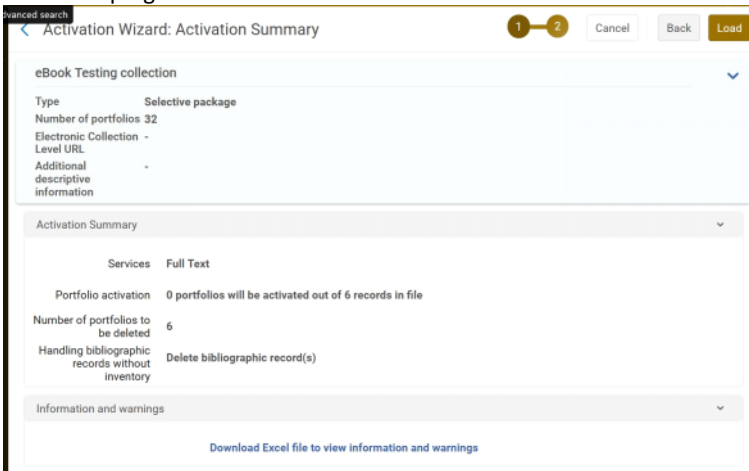 dvanced search
Activation Wizard: Activation Summary
1 2 Cancel Back Load
eBook Testing collection
Type Selective package
Number of portfolios 32
Electronic Collection -
Level URL
Additional -
descriptive
information
Activation Summary
Services Full Text
Portfolio activation 0 portfolios will be activated out of 6 records in file
Number of portfolios to
be deleted 6
Handling bibliographic
records without Delete bibliographic record(s)
inventory
Information and warnings
Download Excel file to view information and warnings